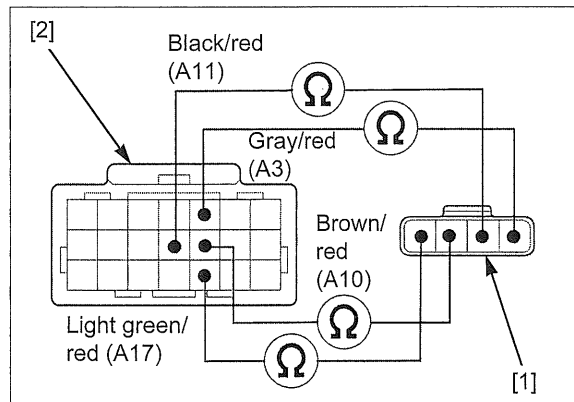 [2]
Black/red
(A11)
Ω
Ω
Gray/red
(A3)
Brown/
red
(A10)
Light green/
red (A17)
Ω
Ω
[1]